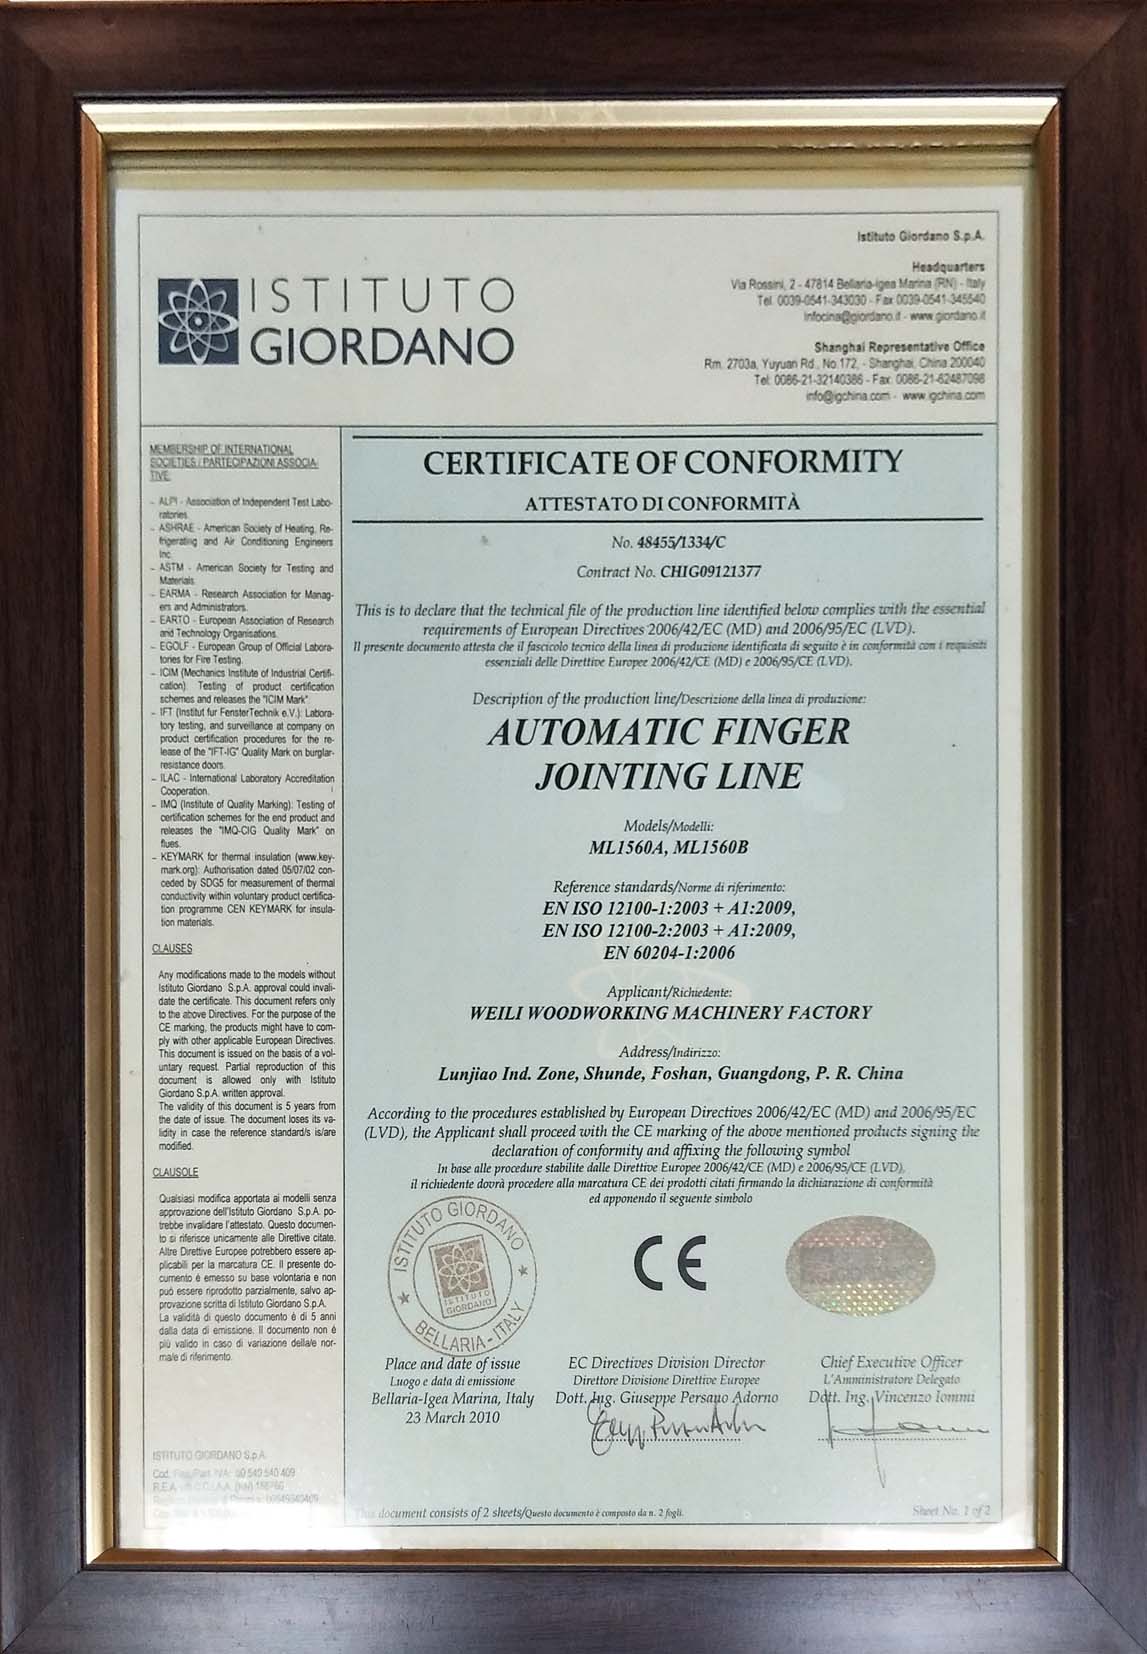 Istituto Giordano S.p.A.
Headquarters
Via Rossini, 2 - 47814 Bellaria-Igea Marina (RN) - Italy
Tel. 0039-0541-343030 - Fax 0039-0541-345540
infocina@giordano.it - www.giordano.it
Shanghai Representative Office
Rm. 2703a, Yuyuan Rd., No.172, - Shanghai, China 200040
Tel: 0086-21-32140386 - Fax: 0086-21-62487098
info@igchina.com - www.igchina.com
ISTITUTO
GIORDANO
MEMBERSHIP OF INTERNATIONAL
SOCIETIES / PARTECIPAZIONI ASSOCIA-
TIVE:
- ALPI - Association of Independent Test Labo-
ratories.
- ASHRAE - American Society of Heating, Re-
frigerating and Air Conditioning Engineers
Inc.
- ASTM - American Society for Testing and
Materials.
- EARMA - Research Association for Manag-
ers and Administrators.
- EARTO - European Association of Research
and Technology Organisations.
- EGOLF - European Group of Official Labora-
tories for Fire Testing.
- ICIM (Mechanics Institute of Industrial Certifi-
cation): Testing of product certification
schemes and releases the "ICIM Mark".
- IFT (Institut fur FensterTechnik e.V.): Labora-
tory testing, and surveillance at company on
product certification procedures for the re-
lease of the "IFT-IG" Quality Mark on burglar-
resistance doors.
- ILAC - International Laboratory Accreditation
Cooperation.
- IMQ (Institute of Quality Marking): Testing of
certification schemes for the end product and
releases the "IMQ-CIG Quality Mark" on
flues.
- KEYMARK for thermal insulation (www.key-
mark.org): Authorisation dated 05/07/02 con-
ceded by SDG5 for measurement of thermal
conductivity within voluntary product certifica-
tion programme CEN KEYMARK for insula-
tion materials.
CLAUSES
Any modifications made to the models without
Istituto Giordano S.p.A. approval could invali-
date the certificate. This document refers only
to the above Directives. For the purpose of the
CE marking, the products might have to com-
ply with other applicable European Directives.
This document is issued on the basis of a vol-
untary request. Partial reproduction of this
document is allowed only with Istituto
Giordano S.p.A. written approval.
The validity of this document is 5 years from
the date of issue. The document loses its va-
lidity in case the reference standard/s is/are
modified.
CLAUSOLE
Qualsiasi modifica apportata ai modelli senza
approvazione dell'Istituto Giordano S.p.A. po-
trebbe invalidare l'attestato. Questo documen-
to si riferisce unicamente alle Direttive citate.
Altre Direttive Europee potrebbero essere ap-
plicabili per la marcatura CE. Il presente do-
cumento è emesso su base volontaria e non
può essere riprodotto parzialmente, salvo ap-
provazione scritta di Istituto Giordano S.p.A.
La validità di questo documento è di 5 anni
dalla data di emissione. Il documento non è
più valido in caso di variazione della/e nor-
ma/e di riferimento.
ISTITUTO GIORDANO S.p.A.
CERTIFICATE OF CONFORMITY
ATTESTATO DI CONFORMITÀ
No. 48455/1334/C
Contract No. CHIG09121377
This is to declare that the technical file of the production line identified below complies with the essential
requirements of European Directives 2006/42/EC (MD) and 2006/95/EC (LVD).
Il presente documento attesta che il fascicolo tecnico della linea di produzione identificata di seguito è in conformità con i requisiti
essenziali delle Direttive Europee 2006/42/CE (MD) e 2006/95/CE (LVD).
Description of the production line/Descrizione della linea di produzione:
AUTOMATIC FINGER
JOINTING LINE
Models/Modelli:
ML1560A, ML1560B
Reference standards/Norme di riferimento:
EN ISO 12100-1:2003 + A1:2009,
EN ISO 12100-2:2003 + A1:2009,
EN 60204-1:2006
Applicant/Richiedente:
WEILI WOODWORKING MACHINERY FACTORY
Address/Indirizzo:
Lunjiao Ind. Zone, Shunde, Foshan, Guangdong, P. R. China
According to the procedures established by European Directives 2006/42/EC (MD) and 2006/95/EC
(LVD), the Applicant shall proceed with the CE marking of the above mentioned products signing the
declaration of conformity and affixing the following symbol
In base alle procedure stabilite dalle Direttive Europee 2006/42/CE (MD) e 2006/95/CE (LVD),
il richiedente dovrà procedere alla marcatura CE dei prodotti citati firmando la dichiarazione di conformità
ed apponendo il seguente simbolo
ISTITUTO GIORDANO
ISTITUTO
GIORDANO
BELLARIA-ITALY
CE
Place and date of issue
Luogo e data di emissione
Bellaria-Igea Marina, Italy
23 March 2010
EC Directives Division Director
Direttore Divisione Direttive Europee
Dott. Ing. Giuseppe Persano Adorno
Chief Executive Officer
L'Amministratore Delegato
Dott. Ing. Vincenzo Iommi
This document consists of 2 sheets/Questo documento è composto da n. 2 fogli.
Sheet No. 1 of 2